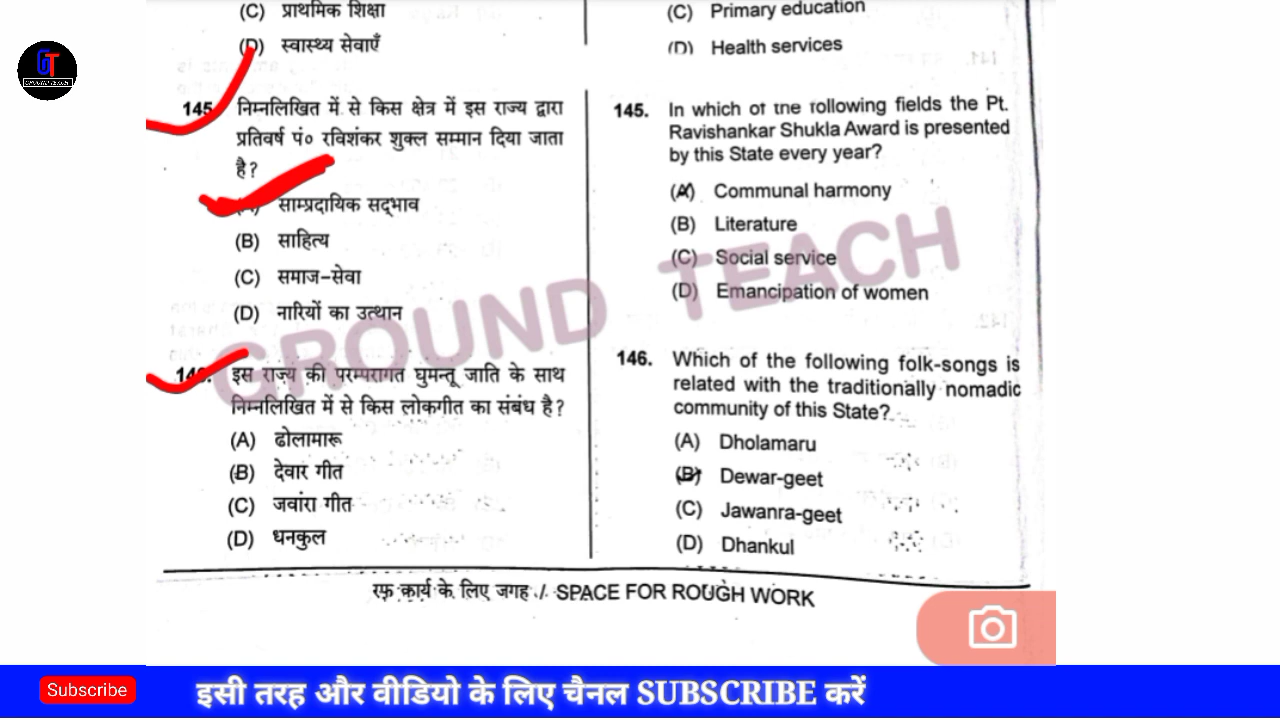 (C) प्राथमिक शिक्षा
(D) स्वास्थ्य सेवाएँ
145. निम्नलिखित में से किस क्षेत्र में इस राज्य द्वारा
प्रतिवर्ष पं० रविशंकर शुक्ल सम्मान दिया जाता
है?
साम्प्रदायिक सद्‌भाव
(B) साहित्य
(C) समाज-सेवा
(D) नारियों का उत्थान
146. इस राज्य की परम्परागत घुमन्तू जाति के साथ
निम्नलिखित में से किस लोकगीत का संबंध है?
(A) ढोलामारू
(B) देवार गीत
(C) जवांरा गीत
(D) धनकुल
(C) Primary education
(D) Health services
145. In which of the following fields the Pt.
Ravishankar Shukla Award is presented
by this State every year?
(A) Communal harmony
(B) Literature
(C) Social service
(D) Emancipation of women
146. Which of the following folk-songs is
related with the traditionally nomadic
community of this State?
(A) Dholamaru
(B) Dewar-geet
(C) Jawanra-geet
(D) Dhankul
रफ़ कार्य के लिए जगह / SPACE FOR ROUGH WORK
GROUND TEACH
GT
GROUND TEACH
Subscribe
इसी तरह और वीडियो के लिए चैनल SUBSCRIBE करें